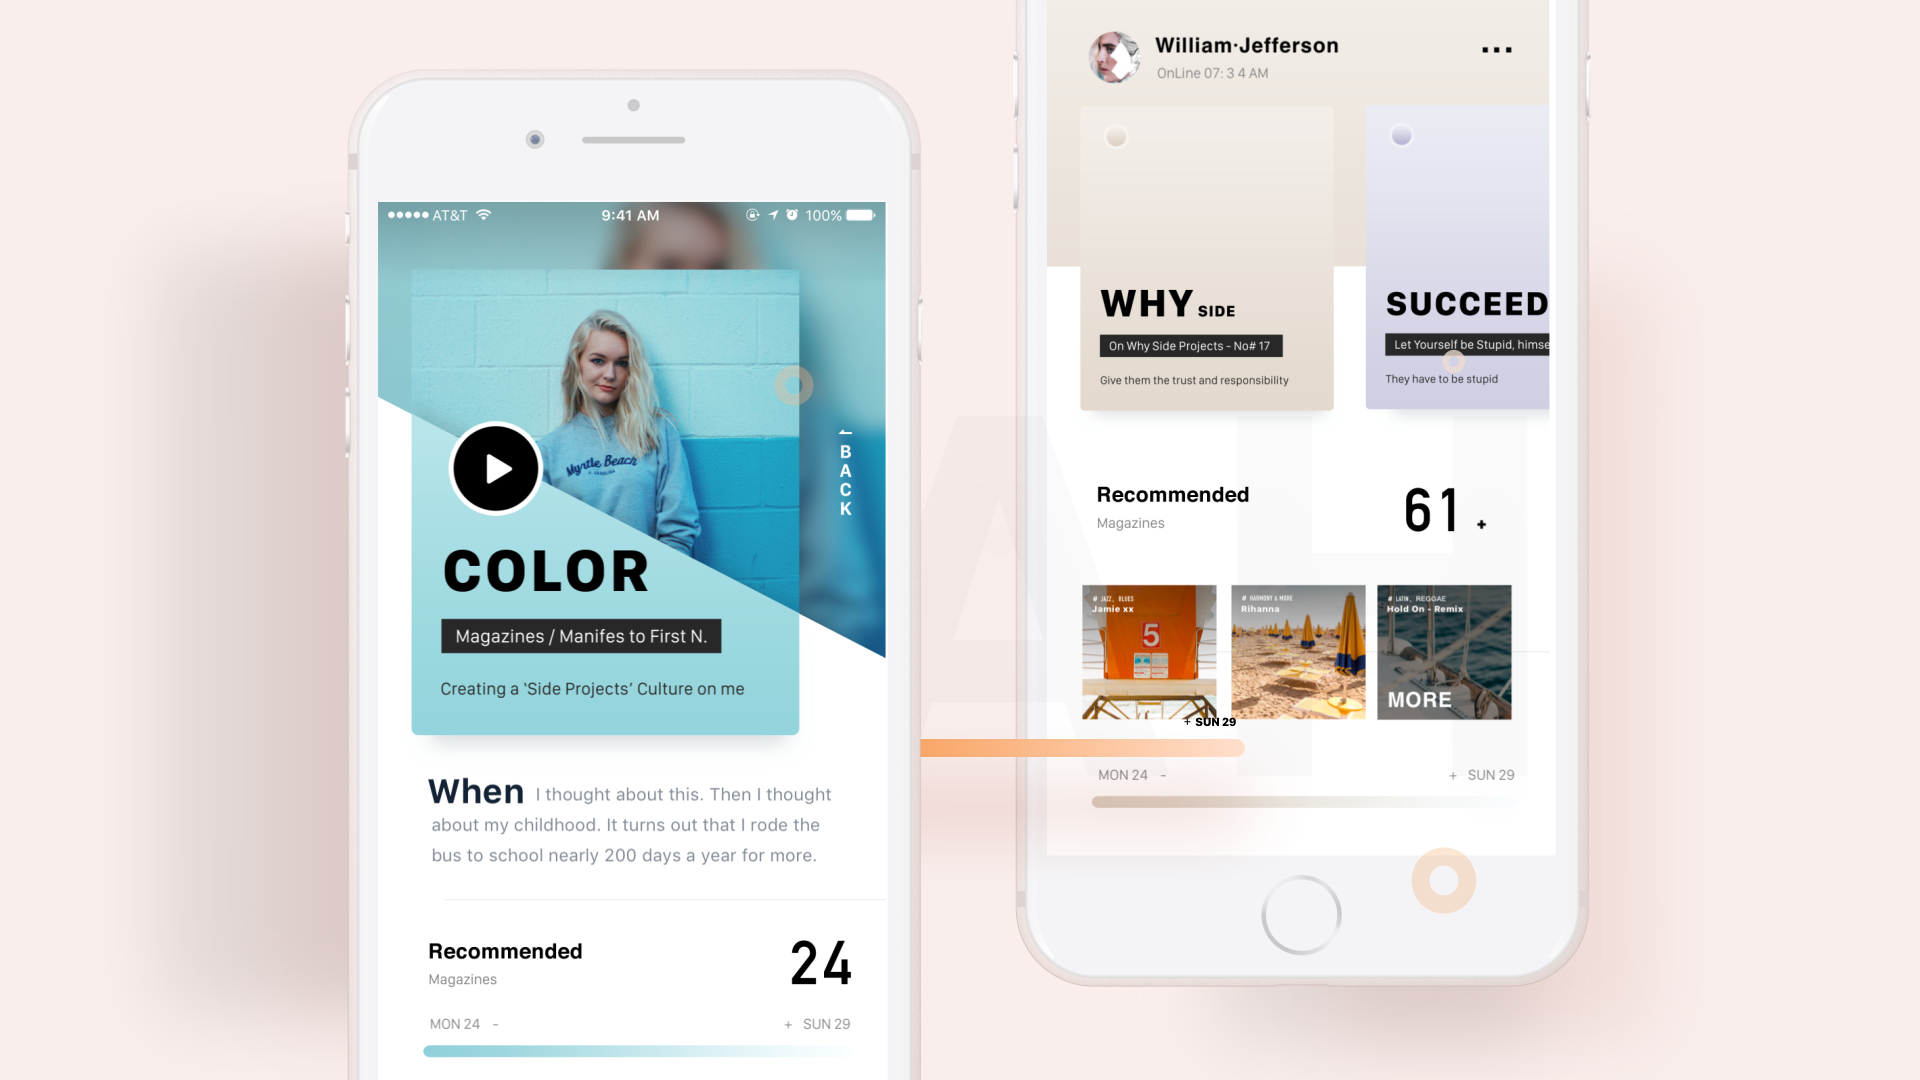 AT&T
9:41 AM
100%
Myrtle Beach
BACK
COLOR
Magazines / Manifes to First N.
Creating a ‘Side Projects’ Culture on me
When I thought about this. Then I thought
about my childhood. It turns out that I rode the
bus to school nearly 200 days a year for more.
Recommended
24
Magazines
MON 24 -
+ SUN 29
William·Jefferson
OnLine 07: 3 4 AM
WHY SIDE
On Why Side Projects - No# 17
Give them the trust and responsibility
SUCCEED
Let Yourself be Stupid, himse
They have to be stupid
Recommended
61 +
Magazines
# JAZZ, BLUES
Jamie xx
5
# HARMONY & MORE
Rihanna
# LATIN, REGGAE
Hold On - Remix
MORE
+ SUN 29
MON 24 -
+ SUN 29